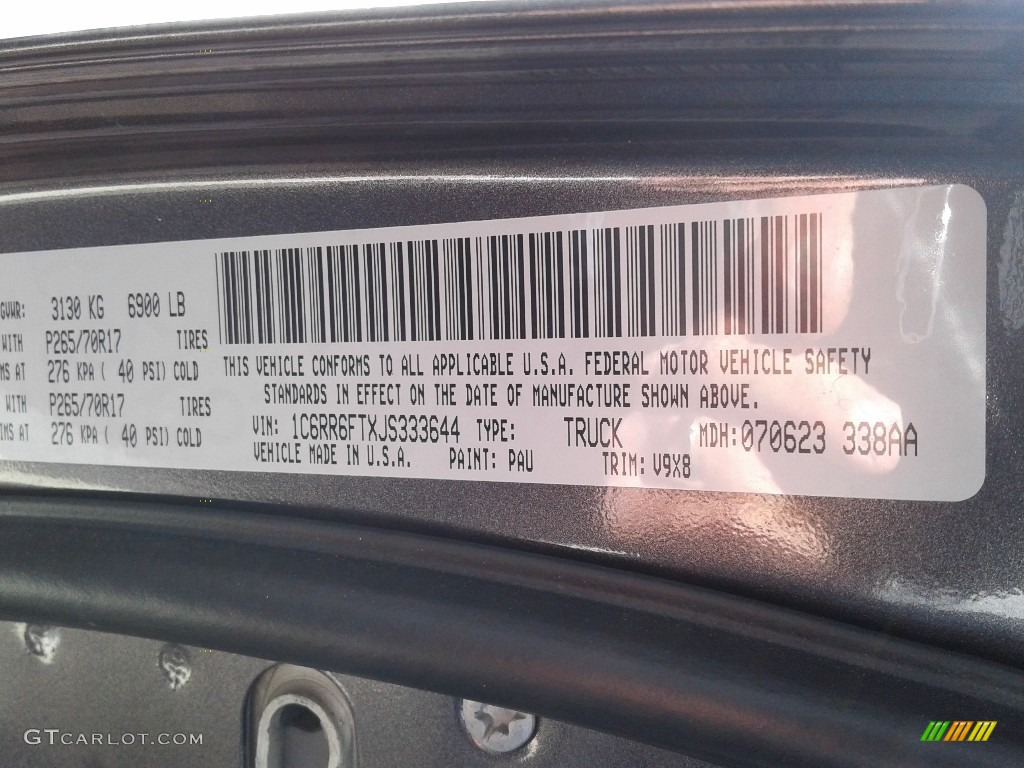 GVWR: 3130 KG 6900 LB
WITH P265/70R17 TIRES
MS AT 276 KPA ( 40 PSI) COLD
WITH P265/70R17 TIRES
IMS AT 276 KPA ( 40 PSI) COLD
THIS VEHICLE CONFORMS TO ALL APPLICABLE U.S.A. FEDERAL MOTOR VEHICLE SAFETY
STANDARDS IN EFFECT ON THE DATE OF MANUFACTURE SHOWN ABOVE.
VIN: 1C6RR6FTXJS333644 TYPE: TRUCK MDH:070623 338AA
VEHICLE MADE IN U.S.A. PAINT: PAU TRIM: V9X8
GTCARLOT.COM